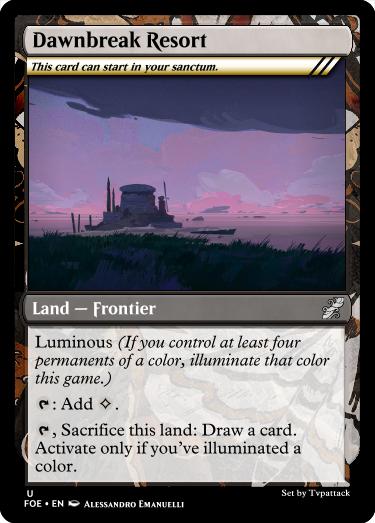 Dawnbreak Resort
This card can start in your sanctum.
Land — Frontier
Luminous (If you control at least four
permanents of a color, illuminate that color
this game.)
: Add .
, Sacrifice this land: Draw a card.
Activate only if you've illuminated a
color.
U
FOE • EN Alessandro Emanuelli
Set by Tvpattack